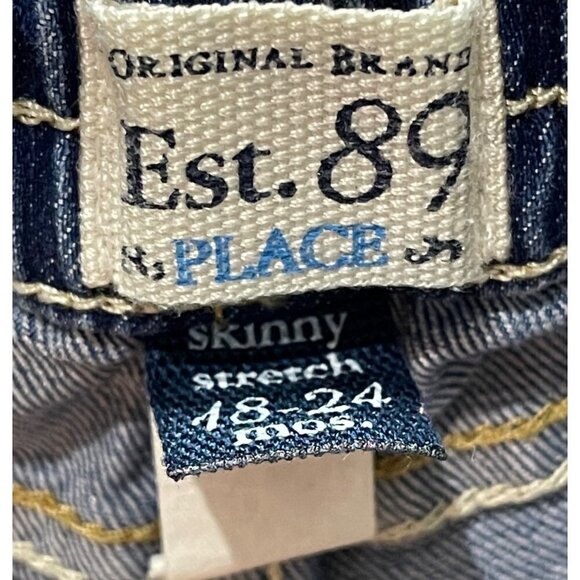 ORIGINAL BRAND
Est. 89
PLACE
skinny
stretch
18-24
mos.